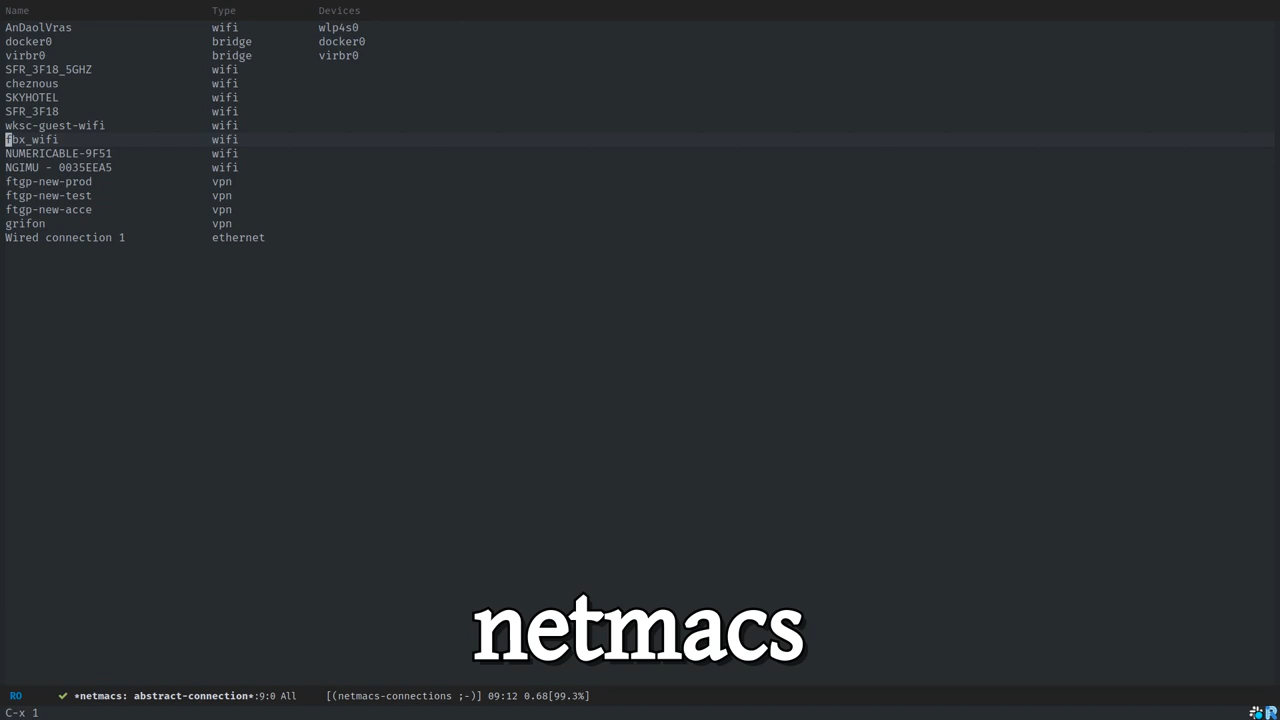 Name Type Devices
AnDaolVras wifi wlp4s0
docker0 bridge docker0
virbr0 bridge virbr0
SFR_3F18_5GHZ wifi
cheznous wifi
SKYHOTEL wifi
SFR_3F18 wifi
wksc-guest-wifi wifi
fbx_wifi wifi
NUMERICABLE-9F51 wifi
NGIMU - 0035EEA5 wifi
ftgp-new-prod vpn
ftgp-new-test vpn
ftgp-new-acce vpn
grifon vpn
Wired connection 1 ethernet
netmacs
RO ✔ *netmacs: abstract-connection*:9:0 All [(netmacs-connections ;-)] 09:12 0.68[99.3%]
C-x 1